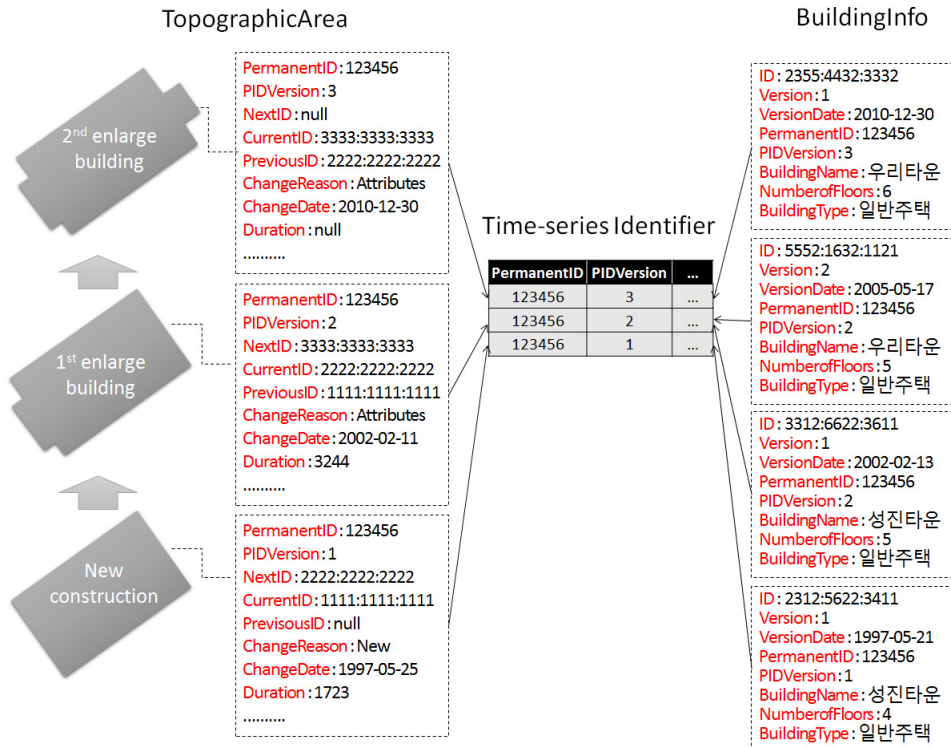 TopographicArea
BuildingInfo
2nd enlarge
building
PermanentID:123456
PIDVersion:3
NextID:null
CurrentID:3333:3333:3333
PreviousID:2222:2222:2222
ChangeReason:Attributes
ChangeDate:2010-12-30
Duration:null
..........
1st enlarge
building
PermanentID:123456
PIDVersion:2
NextID:3333:3333:3333
CurrentID:2222:2222:2222
PreviousID:1111:1111:1111
ChangeReason:Attributes
ChangeDate:2002-02-11
Duration:3244
..........
New
construction
PermanentID:123456
PIDVersion:1
NextID:2222:2222:2222
CurrentID:1111:1111:1111
PrevisousID:null
ChangeReason:New
ChangeDate:1997-05-25
Duration:1723
..........
Time-series Identifier
PermanentID PIDVersion ...
123456 3 ...
123456 2 ...
123456 1 ...
ID:2355:4432:3332
Version:1
VersionDate:2010-12-30
PermanentID:123456
PIDVersion:3
BuildingName:우리타운
NumberofFloors:6
BuildingType:일반주택
ID:5552:1632:1121
Version:2
VersionDate:2005-05-17
PermanentID:123456
PIDVersion:2
BuildingName:우리타운
NumberofFloors:5
BuildingType:일반주택
ID:3312:6622:3611
Version:1
VersionDate:2002-02-13
PermanentID:123456
PIDVersion:2
BuildingName:성진타운
NumberofFloors:5
BuildingType:일반주택
ID:2312:5622:3411
Version:1
VersionDate:1997-05-21
PermanentID:123456
PIDVersion:1
BuildingName:성진타운
NumberofFloors:4
BuildingType:일반주택